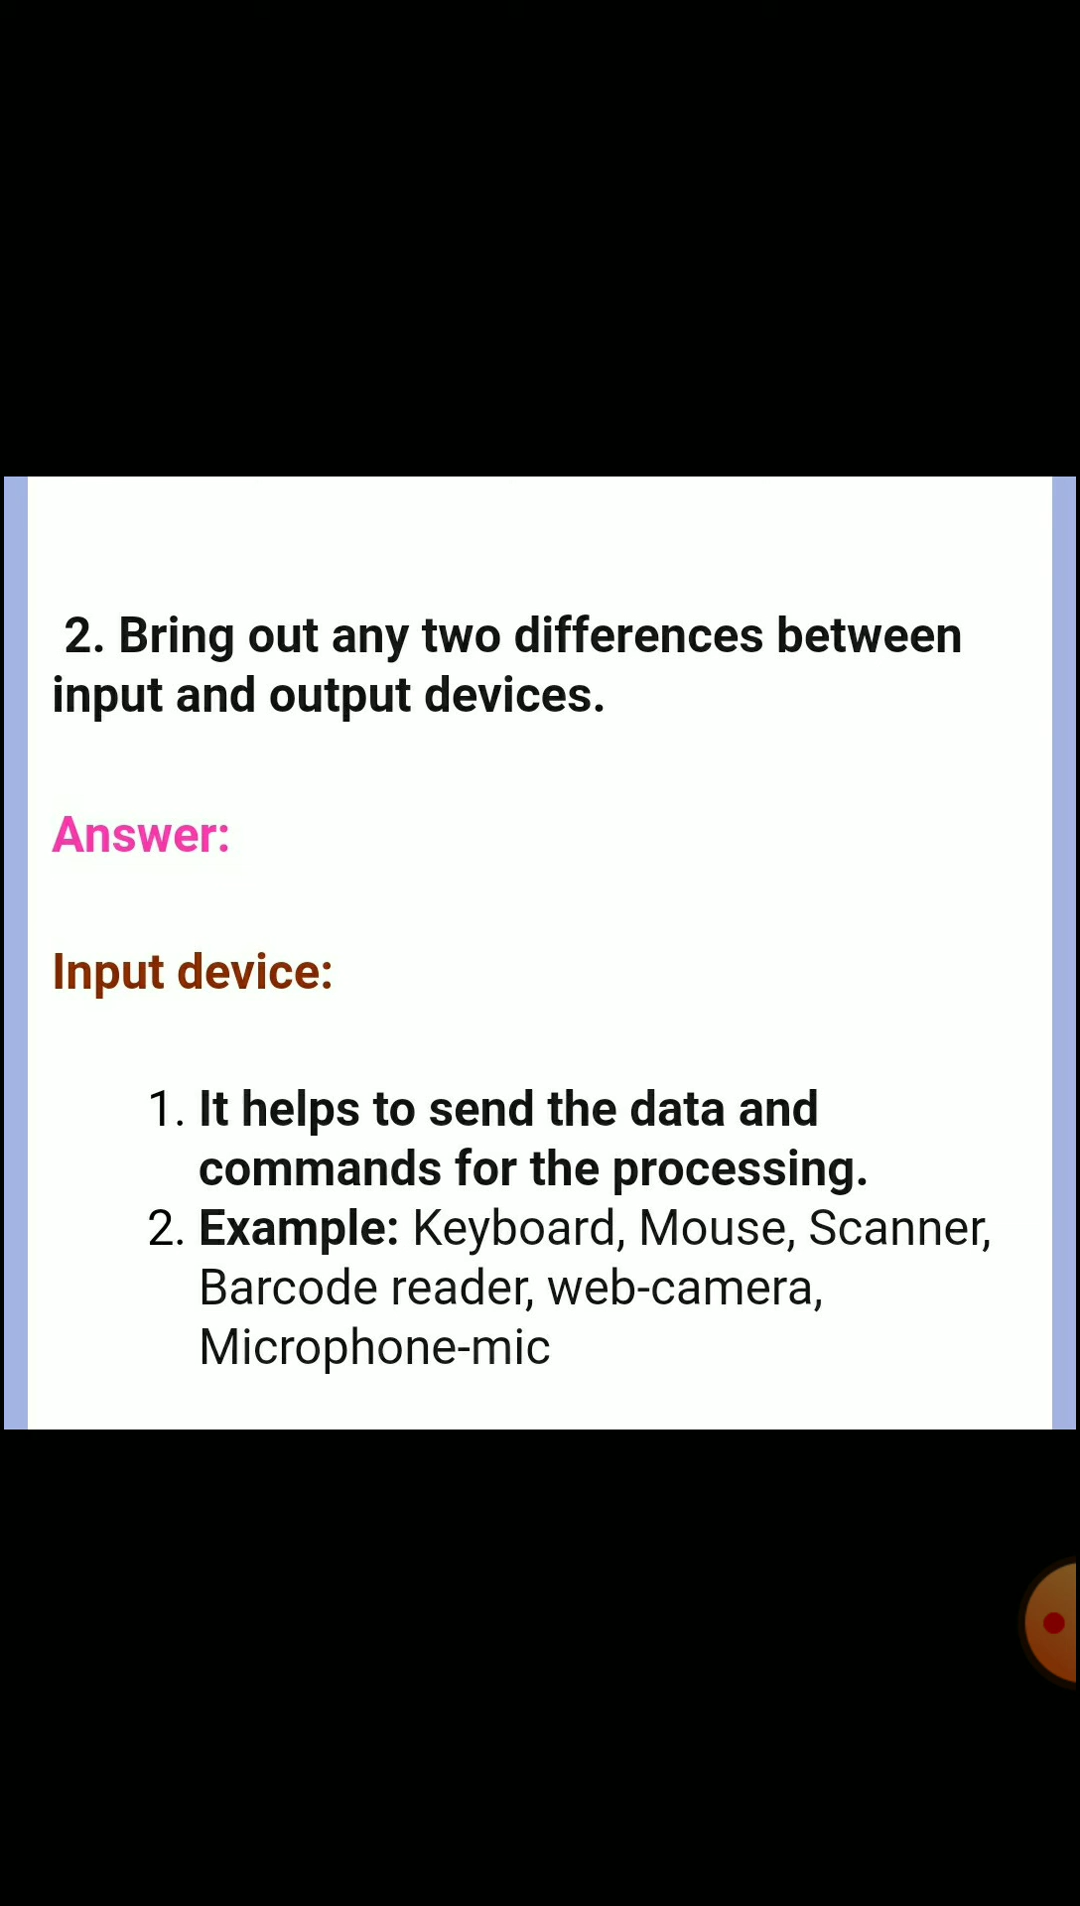 2. Bring out any two differences between
input and output devices.
Answer:
Input device:
1. It helps to send the data and
commands for the processing.
2. Example: Keyboard, Mouse, Scanner,
Barcode reader, web-camera,
Microphone-mic